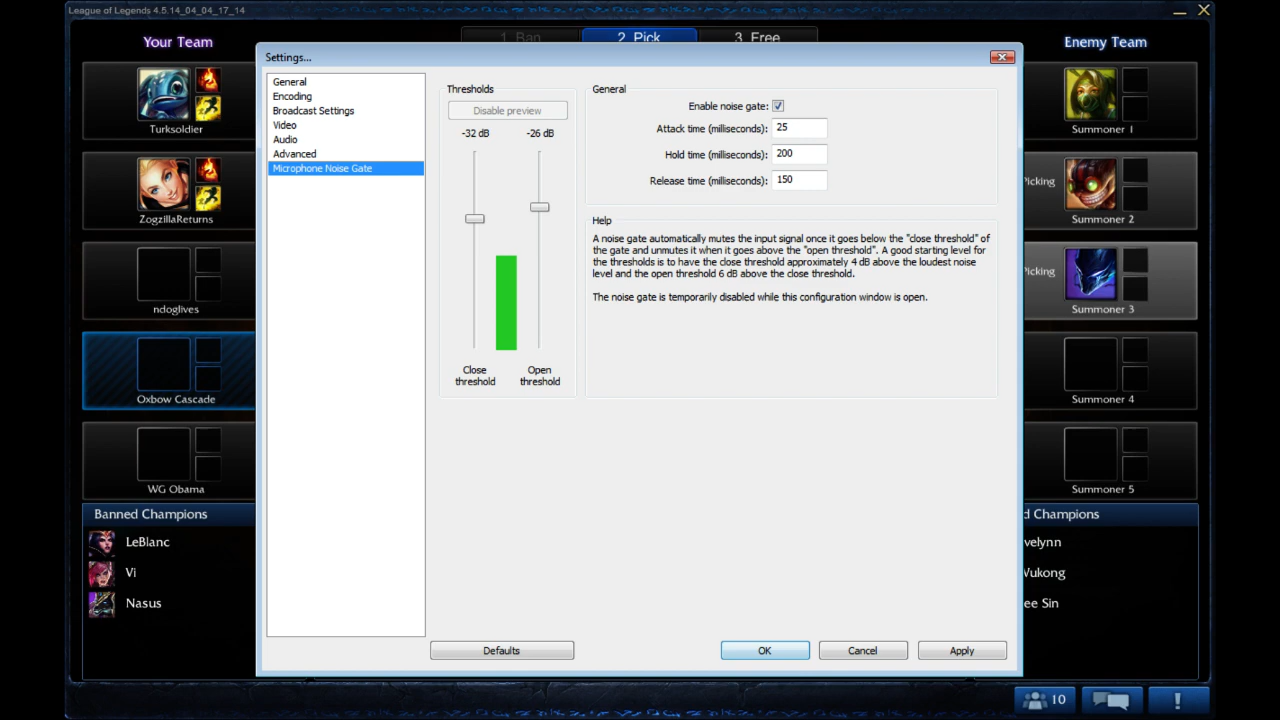 League of Legends 4.5.14_04_04_17_14
Your Team
1. Ban
2. Pick
3. Free
Enemy Team
Settings...
General
Encoding
Broadcast Settings
Video
Audio
Advanced
Microphone Noise Gate
Thresholds
Disable preview
-32 dB
-26 dB
Close threshold
Open threshold
General
Enable noise gate:
Attack time (milliseconds): 25
Hold time (milliseconds): 200
Release time (milliseconds): 150
Help
A noise gate automatically mutes the input signal once it goes below the "close threshold" of
the gate and unmutes it when it goes above the "open threshold". A good starting level for
the thresholds is to have the close threshold approximately 4 dB above the loudest noise
level and the open threshold 6 dB above the close threshold.
The noise gate is temporarily disabled while this configuration window is open.
Defaults
OK
Cancel
Apply
Turksoldier
ZogzillaReturns
ndoglives
Oxbow Cascade
WG Obama
Banned Champions
LeBlanc
Vi
Nasus
Summoner 1
Picking
Summoner 2
Picking
Summoner 3
Summoner 4
Summoner 5
d Champions
velynn
Wukong
ee Sin
10